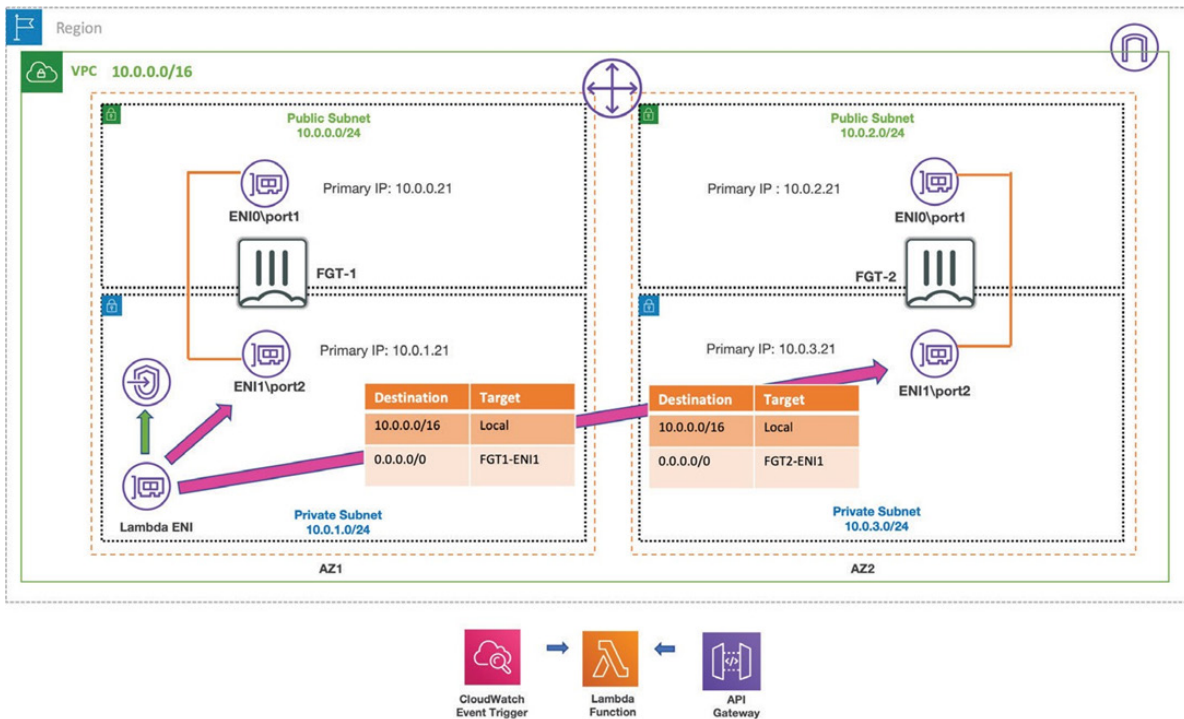 Region
VPC 10.0.0.0/16
Public Subnet
10.0.0.0/24
Primary IP: 10.0.0.21
ENI0\port1
FGT-1
Primary IP: 10.0.1.21
ENI1\port2
Destination Target
10.0.0.0/16 Local
0.0.0.0/0 FGT1-ENI1
Lambda ENI
Private Subnet
10.0.1.0/24
AZ1
Public Subnet
10.0.2.0/24
Primary IP : 10.0.2.21
ENI0\port1
FGT-2
Primary IP: 10.0.3.21
ENI1\port2
Destination Target
10.0.0.0/16 Local
0.0.0.0/0 FGT2-ENI1
Private Subnet
10.0.3.0/24
AZ2
CloudWatch
Event Trigger
Lambda
Function
API
Gateway